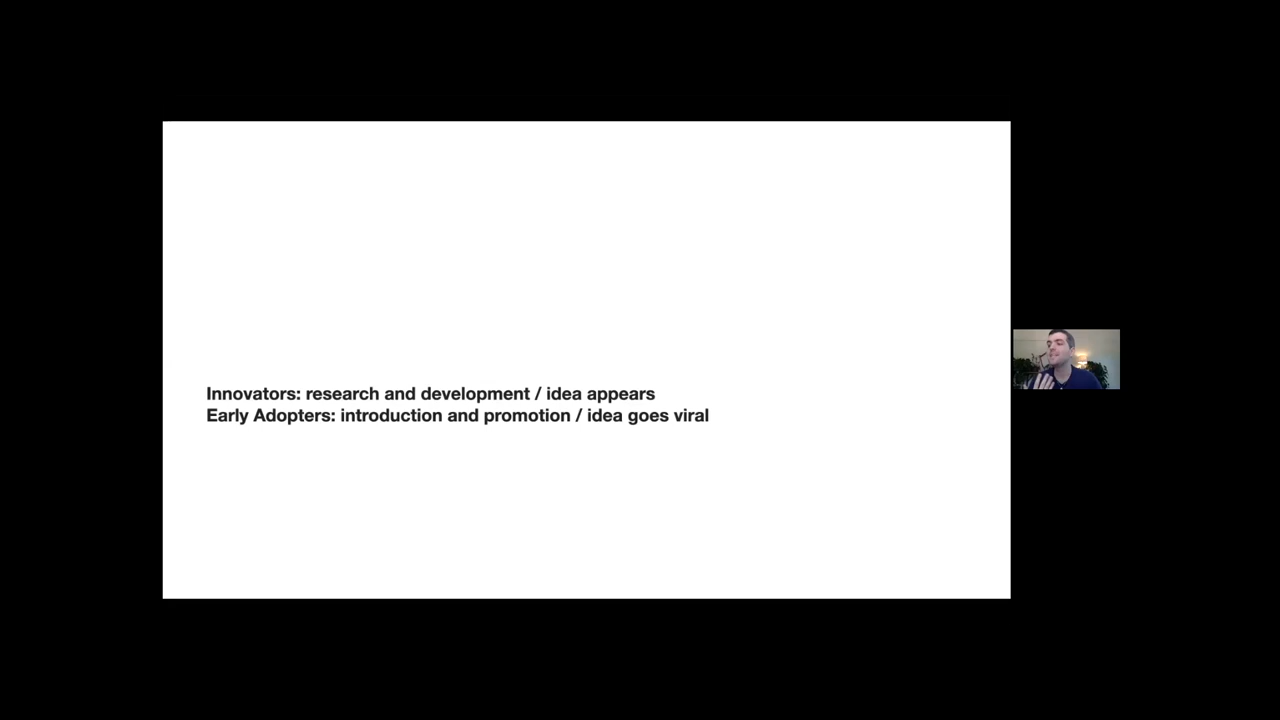 Innovators: research and development / idea appears
Early Adopters: introduction and promotion / idea goes viral